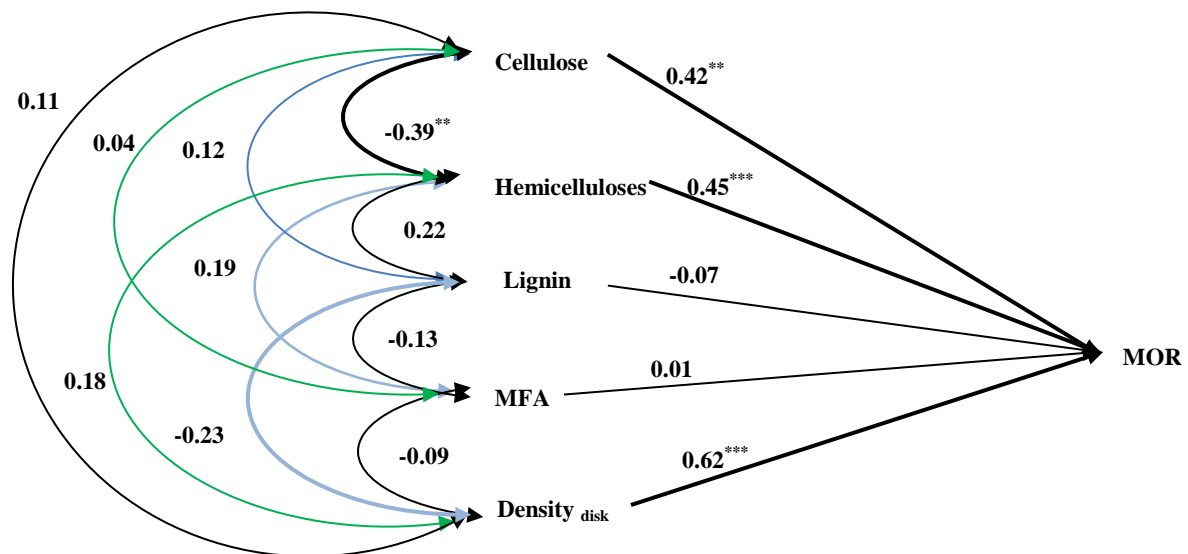 Cellulose
0.42**
0.11
0.04
0.12
-0.39**
Hemicelluloses
0.45***
0.22
0.19
Lignin
-0.07
-0.13
MOR
0.01
0.18
MFA
-0.23
-0.09
0.62***
Density disk